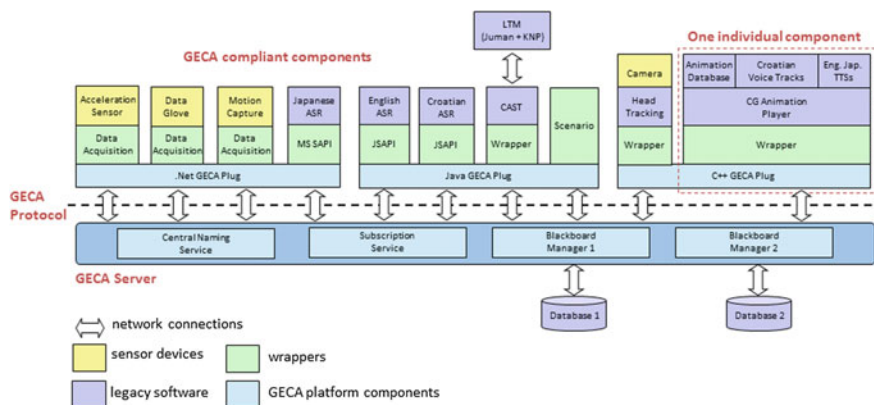 LTM
(Juman + KNP)
One individual component
GECA compliant components
Acceleration
Sensor
Data
Glove
Motion
Capture
Japanese
ASR
English
ASR
Croatian
ASR
CAST
Scenario
Camera
Head
Tracking
Animation
Database
Croatian
Voice Tracks
Eng. Jap.
TTSs
CG Animation
Player
Data
Acquisition
Data
Acquisition
Data
Acquisition
MS SAPI
JSAPI
JSAPI
Wrapper
Wrapper
Wrapper
.Net GECA Plug
Java GECA Plug
C++ GECA Plug
GECA
Protocol
Central Naming
Service
Subscription
Service
Blackboard
Manager 1
Blackboard
Manager 2
GECA Server
Database 1
Database 2
network connections
sensor devices
wrappers
legacy software
GECA platform components